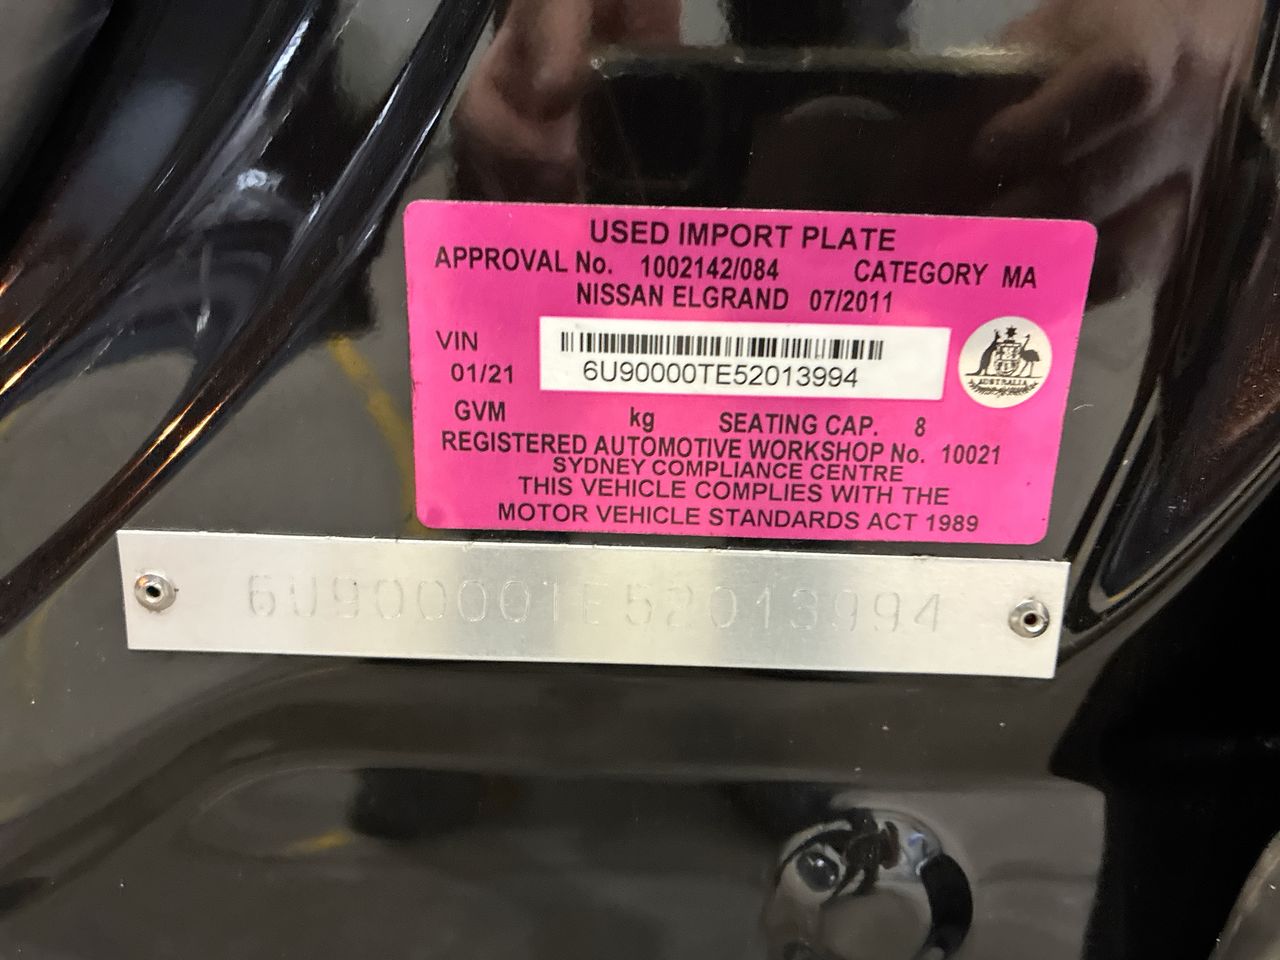 USED IMPORT PLATE
APPROVAL No. 1002142/084 CATEGORY MA
NISSAN ELGRAND 07/2011
VIN
6U90000TE52013994
01/21
AUSTRALIA
GVM kg SEATING CAP. 8
REGISTERED AUTOMOTIVE WORKSHOP No. 10021
SYDNEY COMPLIANCE CENTRE
THIS VEHICLE COMPLIES WITH THE
MOTOR VEHICLE STANDARDS ACT 1989
6U90000TE52013994